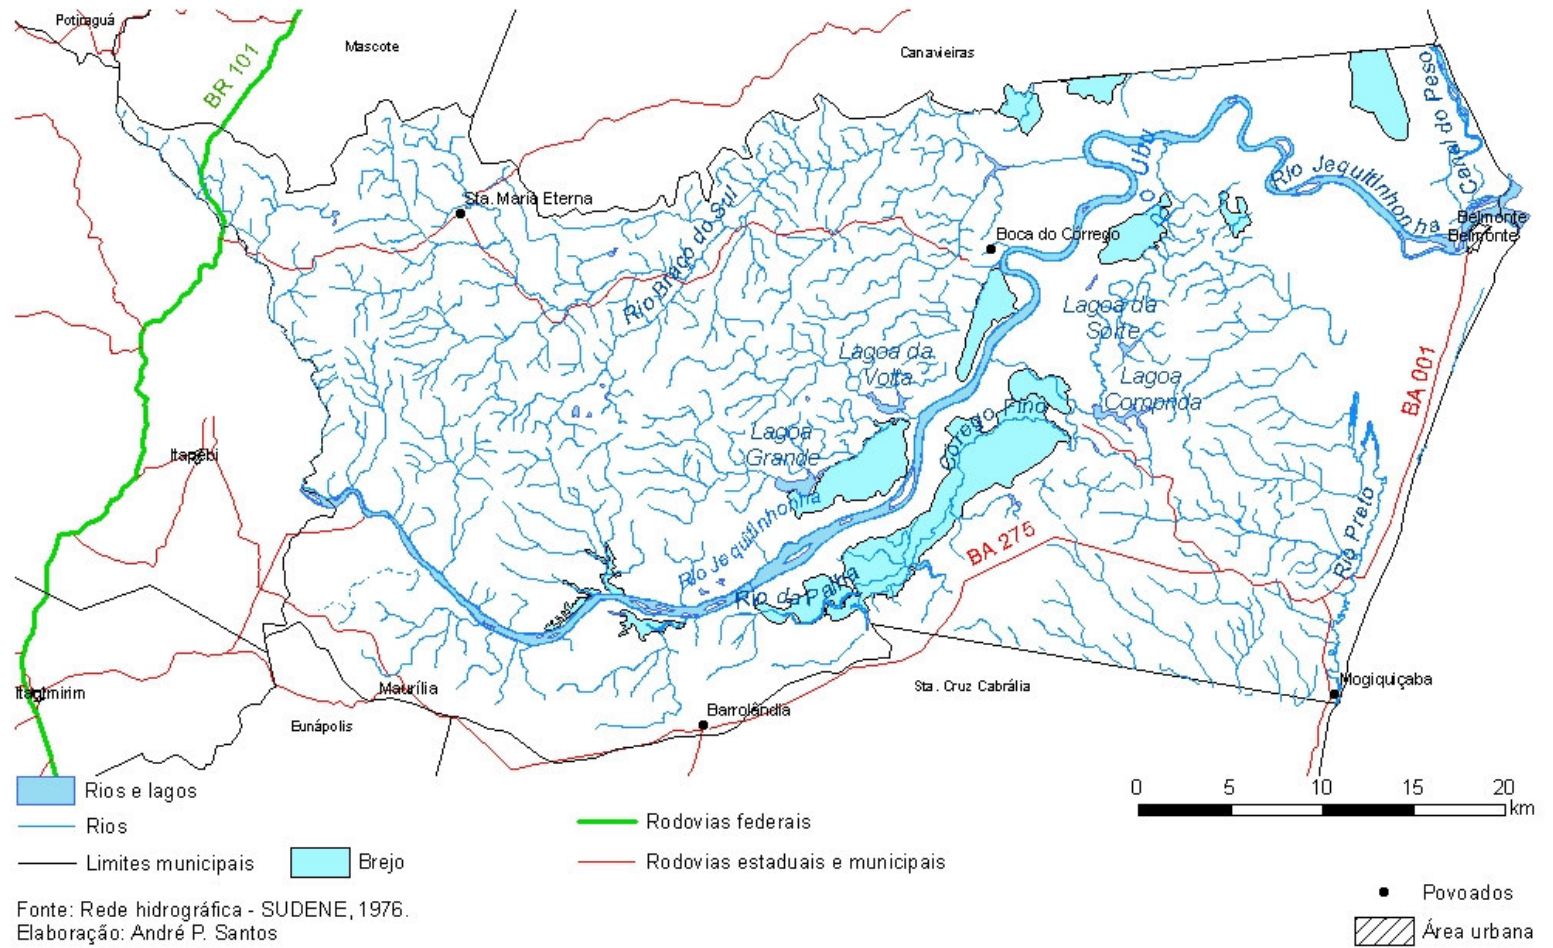 Potiraguá
Mascote
Canavieiras
BR 101
Canal do Peso
Sta. Maria Eterna
Rio Braço do Sul
Boca do Córrego
Rio Jequitinhonha
Belmonte
Belmonte
Lagoa da
Sorte
Lagoa da
Volta
Lagoa
Comprida
BA 001
Lagoa
Grande
Córrego Fino
Itapebi
Rio Jequitinhonha
Rio da Palha
BA 275
Rio Preto
Itagimirim
Maurília
Eunápolis
Barrolândia
Sta. Cruz Cabrália
Mogiquiçaba
Rios e lagos
Rios
Limites municipais
Brejo
Rodovias federais
Rodovias estaduais e municipais
0 5 10 15 20
km
Povoados
Área urbana
Fonte: Rede hidrográfica - SUDENE, 1976.
Elaboração: André P. Santos